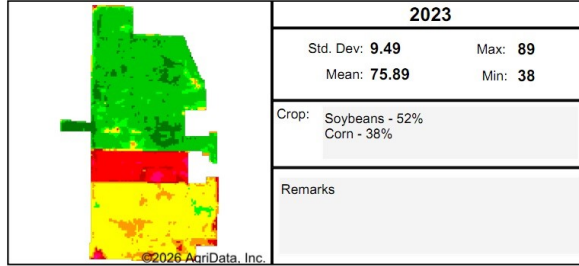 2023
Std. Dev: 9.49 Max: 89
Mean: 75.89 Min: 38
Crop: Soybeans - 52%
Corn - 38%
Remarks
©2026 AgriData, Inc.